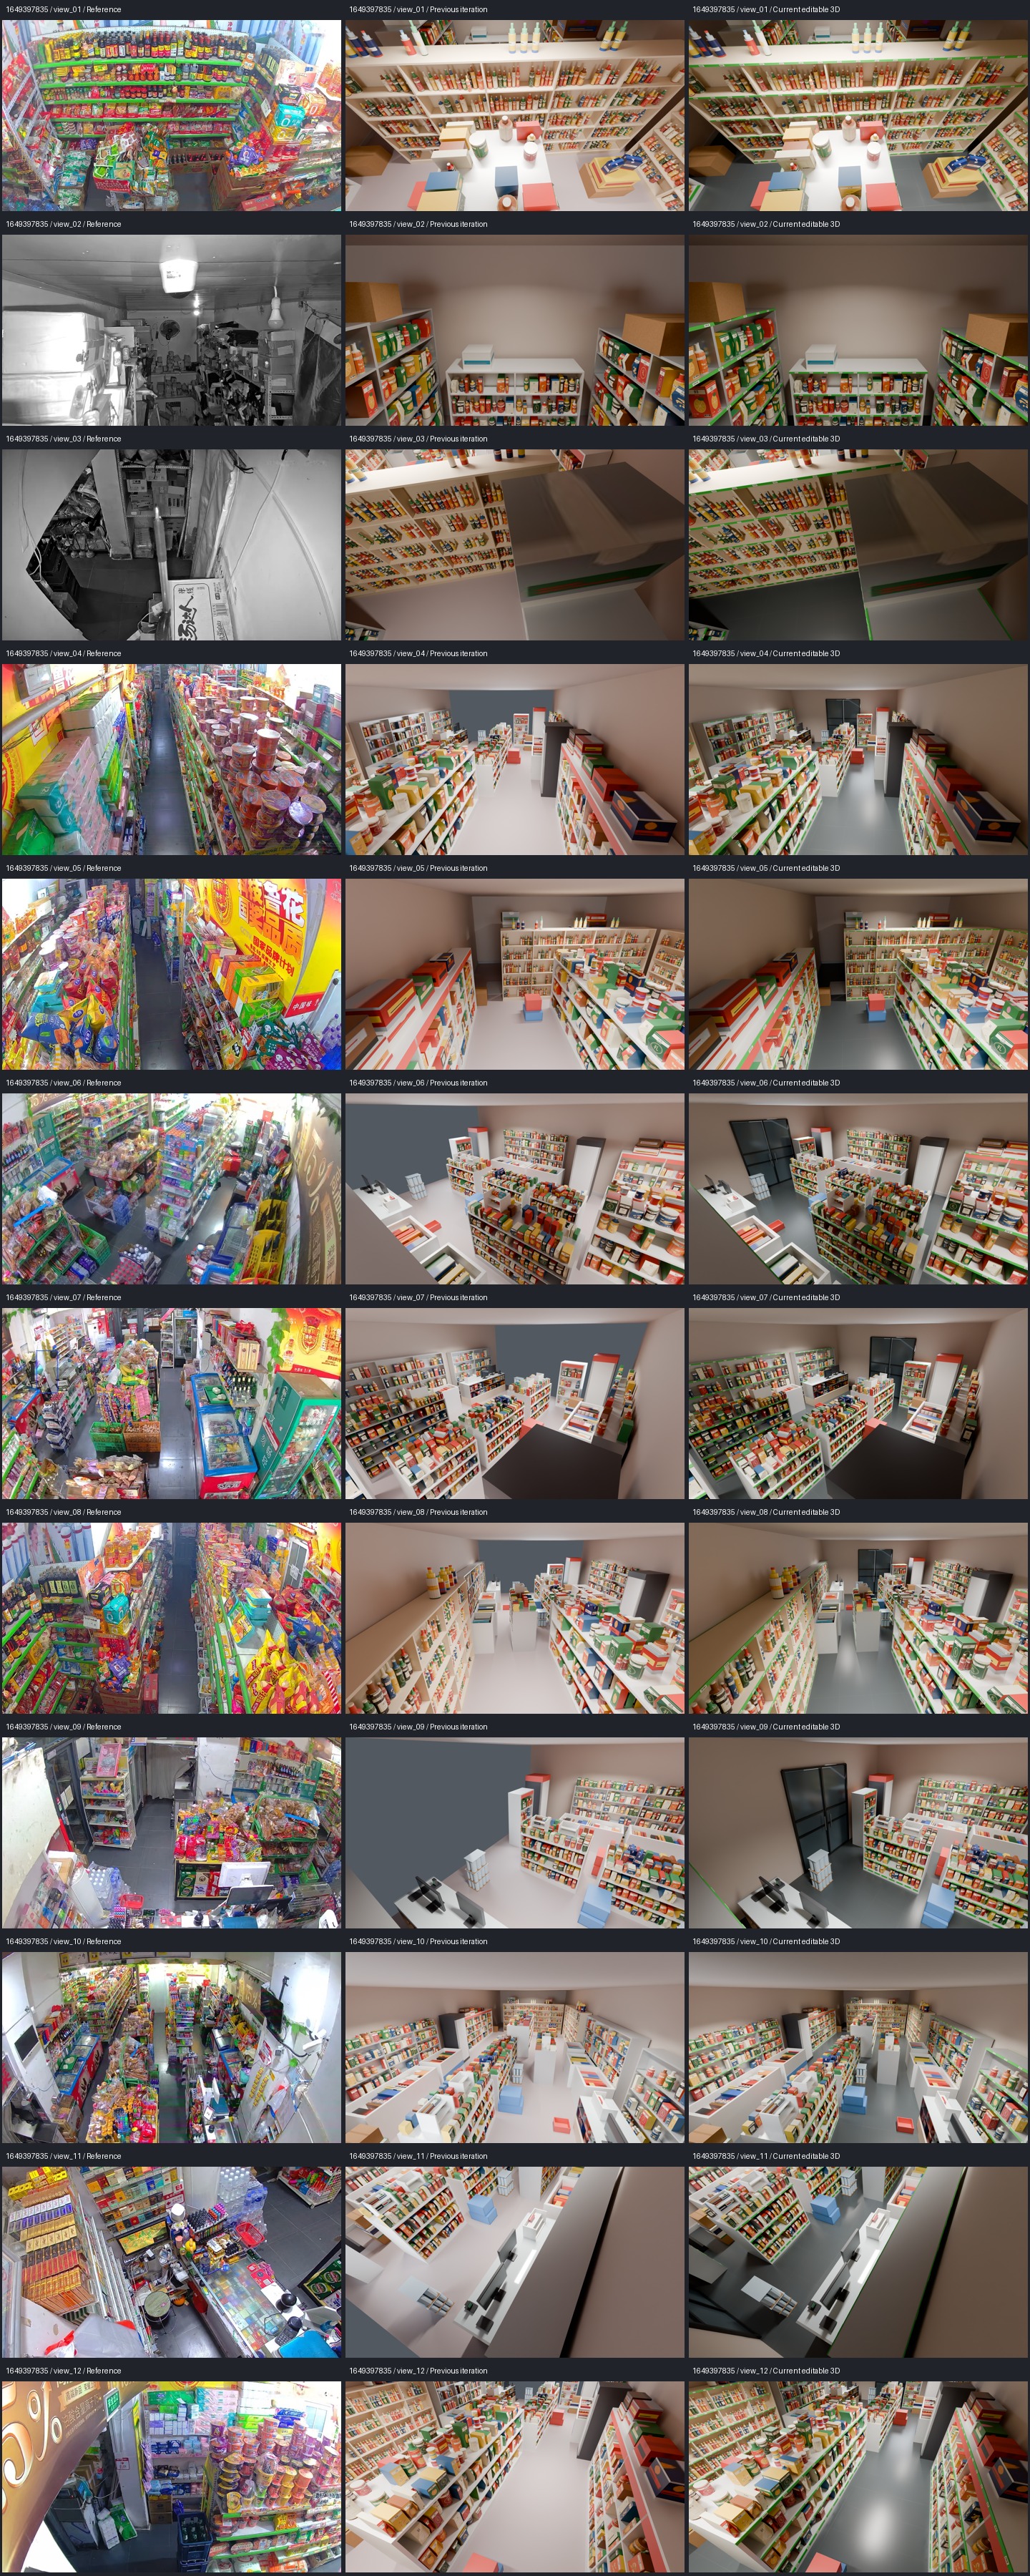 1649397835 / view_01 / Reference
1649397835 / view_01 / Previous iteration
1649397835 / view_01 / Current editable 3D
1649397835 / view_02 / Reference
1649397835 / view_02 / Previous iteration
1649397835 / view_02 / Current editable 3D
1649397835 / view_03 / Reference
1649397835 / view_03 / Previous iteration
1649397835 / view_03 / Current editable 3D
1649397835 / view_04 / Reference
1649397835 / view_04 / Previous iteration
1649397835 / view_04 / Current editable 3D
1649397835 / view_05 / Reference
1649397835 / view_05 / Previous iteration
1649397835 / view_05 / Current editable 3D
1649397835 / view_06 / Reference
1649397835 / view_06 / Previous iteration
1649397835 / view_06 / Current editable 3D
1649397835 / view_07 / Reference
1649397835 / view_07 / Previous iteration
1649397835 / view_07 / Current editable 3D
1649397835 / view_08 / Reference
1649397835 / view_08 / Previous iteration
1649397835 / view_08 / Current editable 3D
1649397835 / view_09 / Reference
1649397835 / view_09 / Previous iteration
1649397835 / view_09 / Current editable 3D
1649397835 / view_10 / Reference
1649397835 / view_10 / Previous iteration
1649397835 / view_10 / Current editable 3D
1649397835 / view_11 / Reference
1649397835 / view_11 / Previous iteration
1649397835 / view_11 / Current editable 3D
1649397835 / view_12 / Reference
1649397835 / view_12 / Previous iteration
1649397835 / view_12 / Current editable 3D